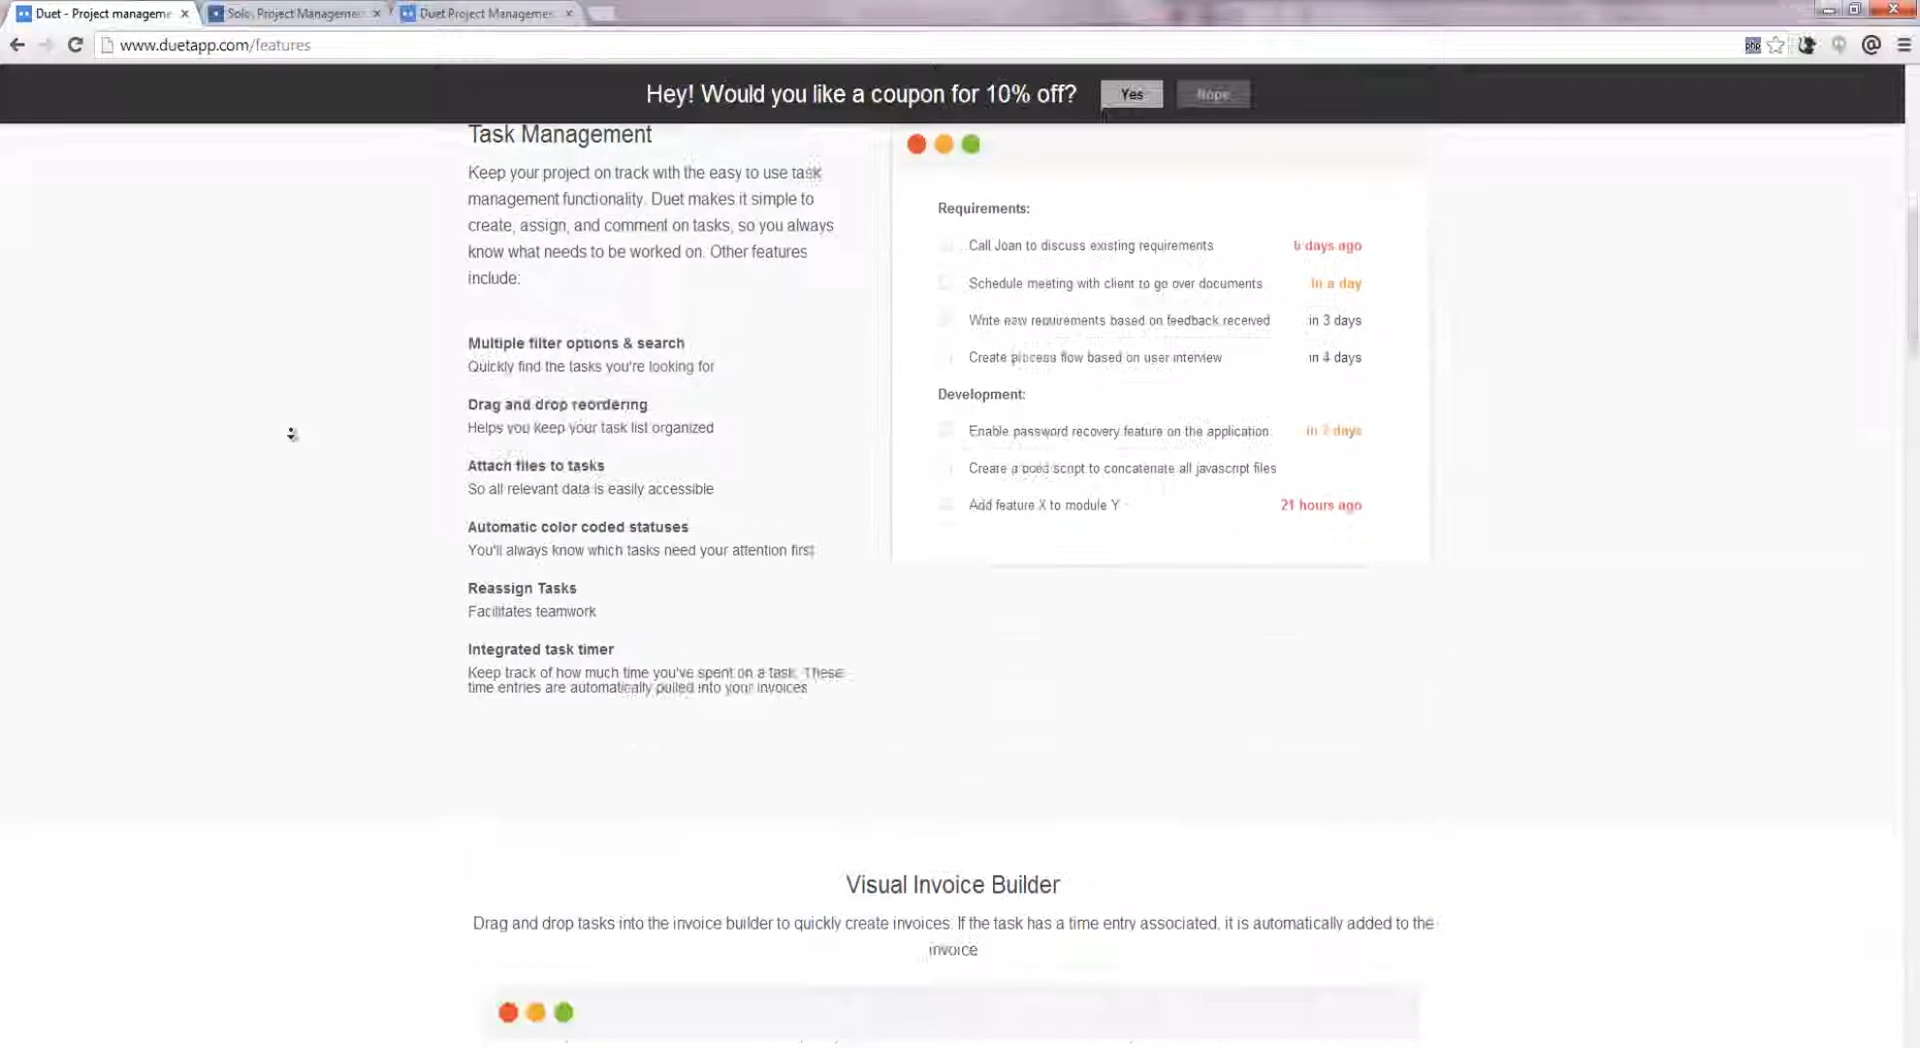 Duet - Project manageme
Solo, Project Managemen
Duet Project Managemen
www.duetapp.com/features
Hey! Would you like a coupon for 10% off?
Yes
Nope
Task Management
Keep your project on track with the easy to use task
management functionality. Duet makes it simple to
create, assign, and comment on tasks, so you always
know what needs to be worked on. Other features
include:
Multiple filter options & search
Quickly find the tasks you're looking for
Drag and drop reordering
Helps you keep your task list organized
Attach files to tasks
So all relevant data is easily accessible
Automatic color coded statuses
You'll always know which tasks need your attention first
Reassign Tasks
Facilitates teamwork
Integrated task timer
Keep track of how much time you've spent on a task. These
time entries are automatically pulled into your invoices
Requirements:
Call Joan to discuss existing requirements
days ago
Schedule meeting with client to go over documents
in a day
Write new requirements based on feedback received
in 3 days
Create process flow based on user interview
in 4 days
Development:
Enable password recovery feature on the application
in days
Create a script to concatenate all javascript files
Add feature X to module Y
21 hours ago
Visual Invoice Builder
Drag and drop tasks into the invoice builder to quickly create invoices. If the task has a time entry associated, it is automatically added to the
invoice